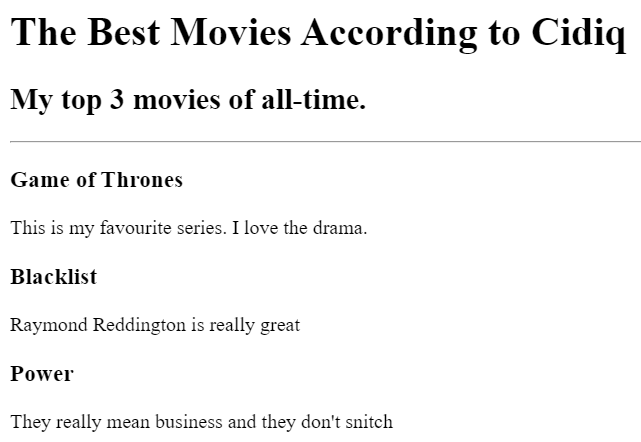 The Best Movies According to Cidiq
My top 3 movies of all-time.
Game of Thrones
This is my favourite series. I love the drama.
Blacklist
Raymond Reddington is really great
Power
They really mean business and they don't snitch